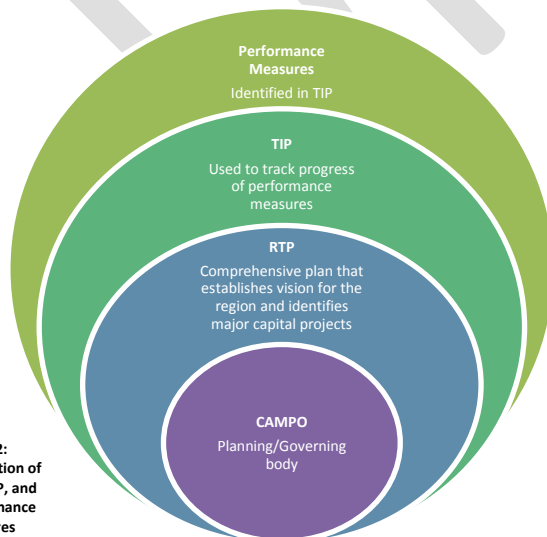 Performance
Measures
Identified in TIP
TIP
Used to track progress
of performance
measures
RTP
Comprehensive plan that
establishes vision for the
region and identifies
major capital projects
CAMPO
Planning/Governing
body
2:
tion of
P, and
mance
es